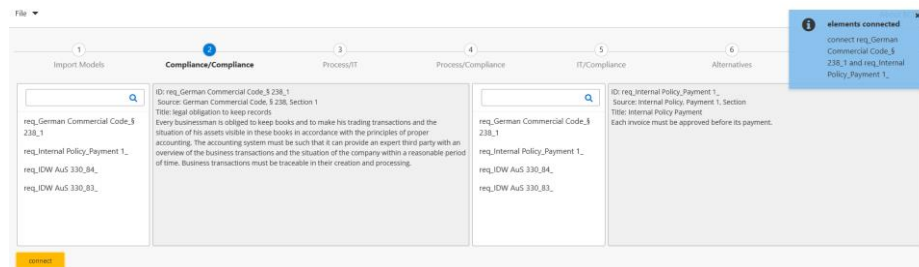 File
elements connected
connect req_German
Commercial Code_§
238_1 and req_Internal
Policy_Payment 1_
1
2
3
4
5
6
Import Models
Compliance/Compliance
Process/IT
Process/Compliance
IT/Compliance
Alternatives
req_German Commercial Code_§
238_1
req_Internal Policy_Payment 1_
req_IDW AuS 330_84_
req_IDW AuS 330_83_
ID: req_German Commercial Code_§ 238_1
Source: German Commercial Code, § 238, Section 1
Title: legal obligation to keep records
Every businessman is obliged to keep books and to make his trading transactions and the
situation of his assets visible in these books in accordance with the principles of proper
accounting. The accounting system must be such that it can provide an expert third party with an
overview of the business transactions and the situation of the company within a reasonable period
of time. Business transactions must be traceable in their creation and processing.
req_German Commercial Code_§
238_1
req_Internal Policy_Payment 1_
req_IDW AuS 330_84_
req_IDW AuS 330_83_
ID: req_Internal Policy_Payment 1_
Source: Internal Policy, Payment 1, Section
Title: Internal Policy Payment
Each invoice must be approved before its payment.
connect